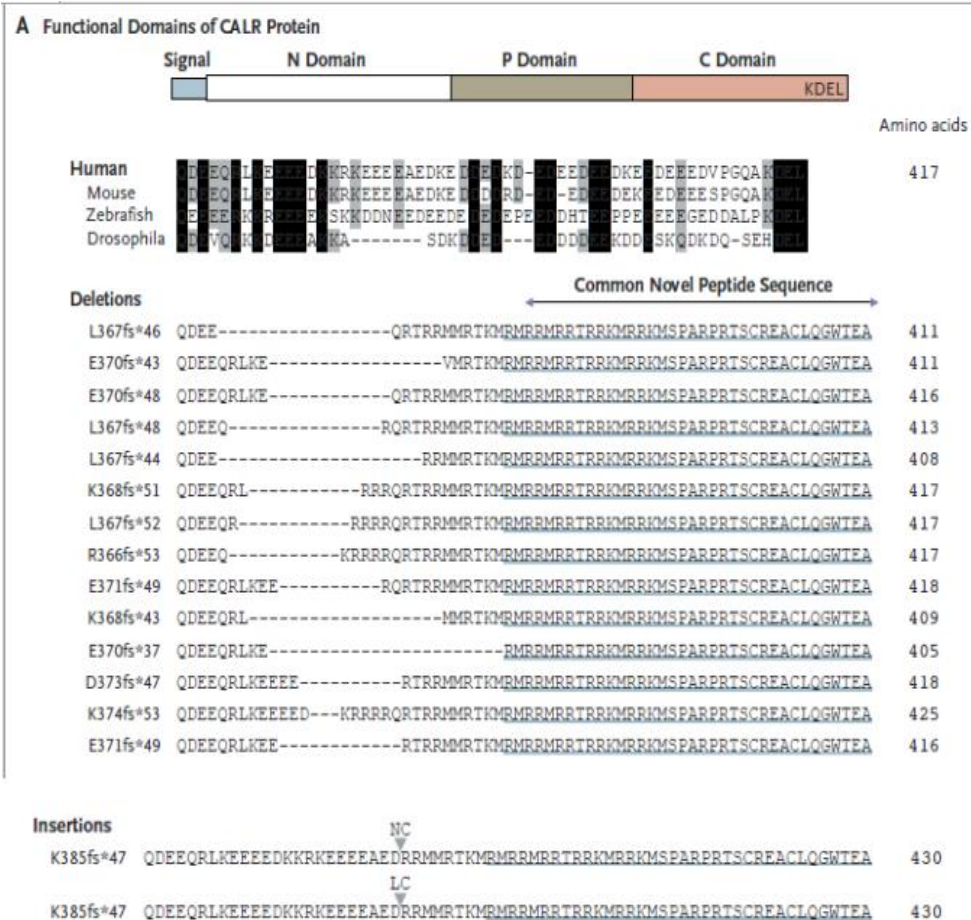 A Functional Domains of CALR Protein
Signal N Domain P Domain C Domain
KDEL
Amino acids
Human QDEEQRLKEEEEDKKRKEEEEAEDKEDDEDKD-EDEEDEEDKEEDEEEDVPGQAKDEL 417
Mouse
Zebrafish
Drosophila
Deletions Common Novel Peptide Sequence
L367fs*46 QDEE-----------------QRTRRMMRTKMRMRRMRRTRRKMRRKMSPARPRTSCREACLQGWTEA 411
E370fs*43 QDEEQRLKE-----------------VMRTKMRMRRMRRTRRKMRRKMSPARPRTSCREACLQGWTEA 411
E370fs*48 QDEEQRLKE------------QRTRRMMRTKMRMRRMRRTRRKMRRKMSPARPRTSCREACLQGWTEA 416
L367fs*48 QDEEQ---------------RQRTRRMMRTKMRMRRMRRTRRKMRRKMSPARPRTSCREACLQGWTEA 413
L367fs*44 QDEE--------------------RRMMRTKMRMRRMRRTRRKMRRKMSPARPRTSCREACLQGWTEA 408
K368fs*51 QDEEQRL-----------RRRQRTRRMMRTKMRMRRMRRTRRKMRRKMSPARPRTSCREACLQGWTEA 417
L367fs*52 QDEEQR-----------RRRRQRTRRMMRTKMRMRRMRRTRRKMRRKMSPARPRTSCREACLQGWTEA 417
R366fs*53 QDEEQ-----------KRRRRQRTRRMMRTKMRMRRMRRTRRKMRRKMSPARPRTSCREACLQGWTEA 417
E371fs*49 QDEEQRLKEE----------RQRTRRMMRTKMRMRRMRRTRRKMRRKMSPARPRTSCREACLQGWTEA 418
K368fs*43 QDEEQRL-------------------MMRTKMRMRRMRRTRRKMRRKMSPARPRTSCREACLQGWTEA 409
E370fs*37 QDEEQRLKE-----------------------RMRRMRRTRRKMRRKMSPARPRTSCREACLQGWTEA 405
D373fs*47 QDEEQRLKEEEE----------RTRRMMRTKMRMRRMRRTRRKMRRKMSPARPRTSCREACLQGWTEA 418
K374fs*53 QDEEQRLKEEEED---KRRRRQRTRRMMRTKMRMRRMRRTRRKMRRKMSPARPRTSCREACLQGWTEA 425
E371fs*49 QDEEQRLKEE------------RTRRMMRTKMRMRRMRRTRRKMRRKMSPARPRTSCREACLQGWTEA 416
Insertions NC
K385fs*47 QDEEQRLKEEEEDKKRKEEEEAEDRRMMRTKMRMRRMRRTRRKMRRKMSPARPRTSCREACLQGWTEA 430
LC
K385fs*47 QDEEQRLKEEEEDKKRKEEEEAEDRRMMRTKMRMRRMRRTRRKMRRKMSPARPRTSCREACLQGWTEA 430